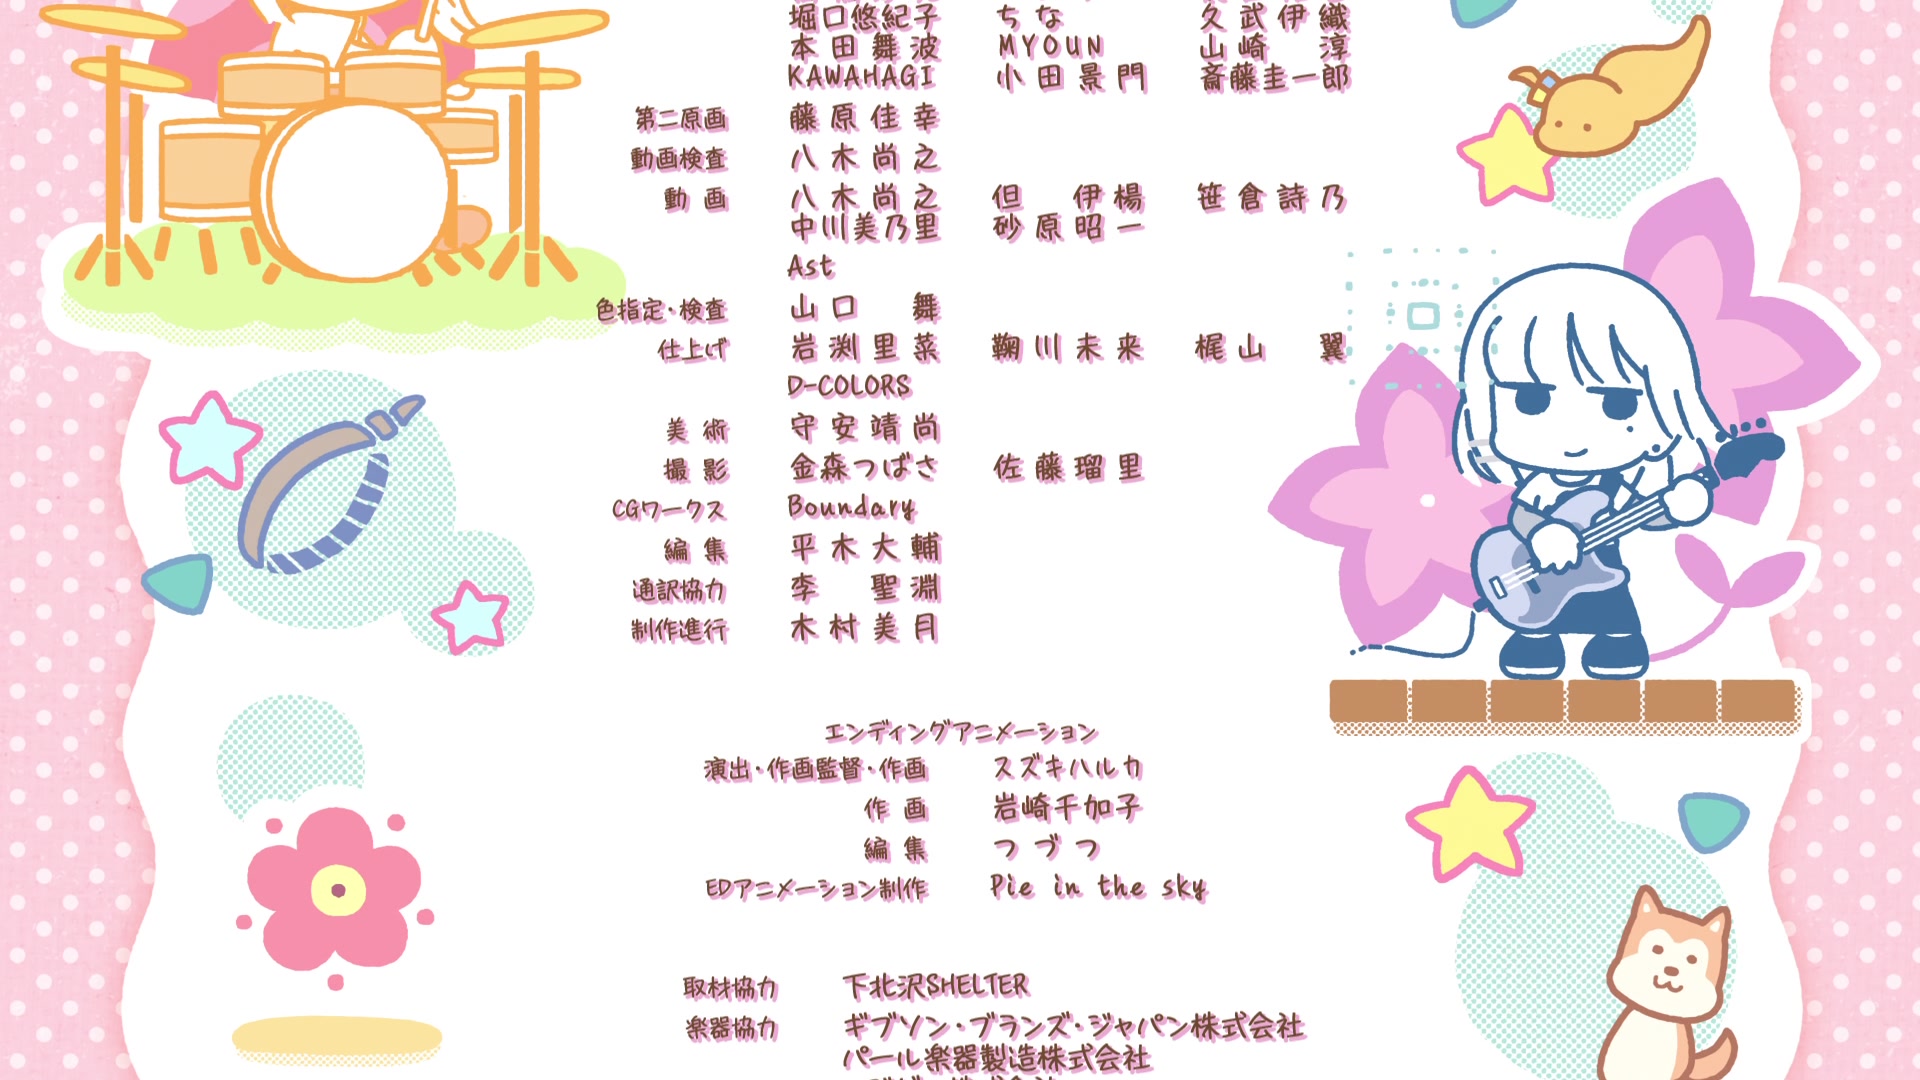 堀口悠紀子 ちな 久武伊織
本田舞波 MYOUN 山崎 淳
KAWAHAGI 小田景門 斎藤圭一郎
第二原画 藤原佳幸
動画検査 八木尚之
動画 八木尚之 但 伊楊 笹倉詩乃
中川美乃里 砂原昭一
Ast
色指定・検査 山口 舞
仕上げ 岩渕里菜 鞠川未来 梶山 翼
D-COLORS
美術 守安靖尚
撮影 金森つばさ 佐藤瑠里
CGワークス Boundary
編集 平木大輔
通訳協力 李 聖淵
制作進行 木村美月
エンディングアニメーション
演出・作画監督・作画 スズキハルカ
作画 岩崎千加子
編集 つづつ
EDアニメーション制作 Pie in the sky
取材協力 下北沢SHELTER
楽器協力 ギブソン・ブランズ・ジャパン株式会社
パール楽器製造株式会社